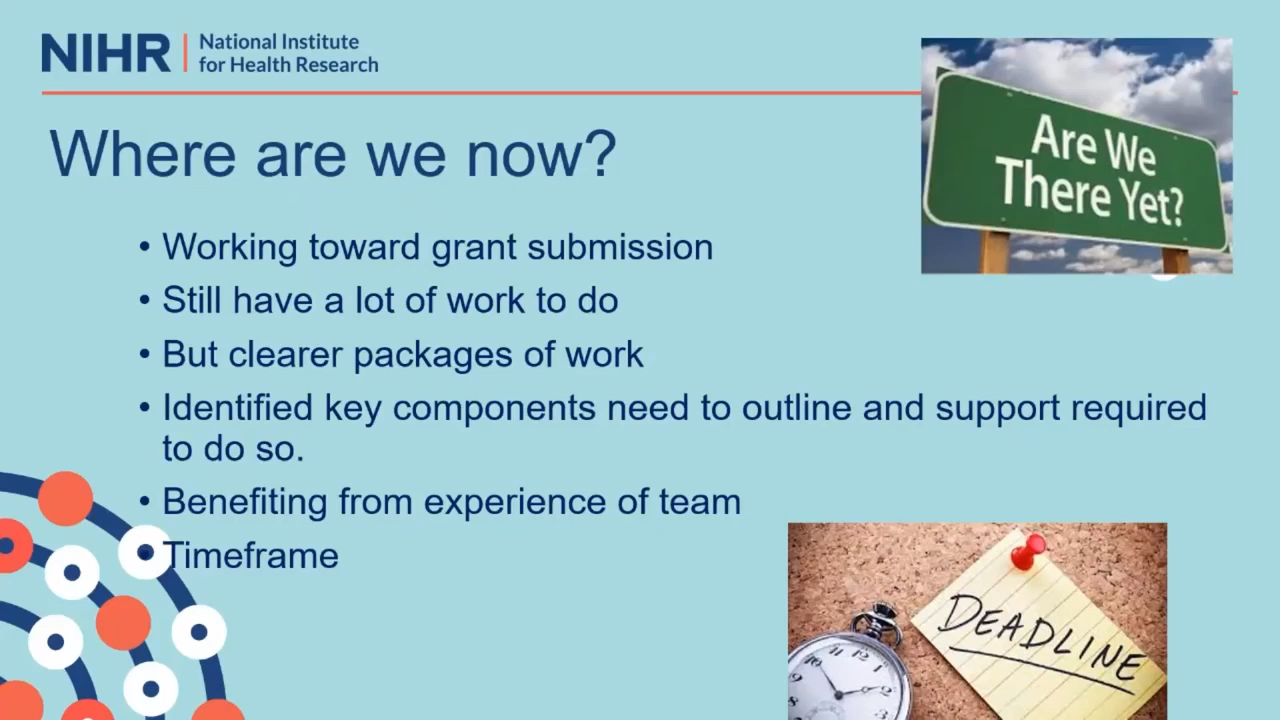 NIHR | National Institute
for Health Research
Are We
There Yet?
Where are we now?
• Working toward grant submission
• Still have a lot of work to do
• But clearer packages of work
• Identified key components need to outline and support required
to do so.
• Benefiting from experience of team
• Timeframe
DEADLINE